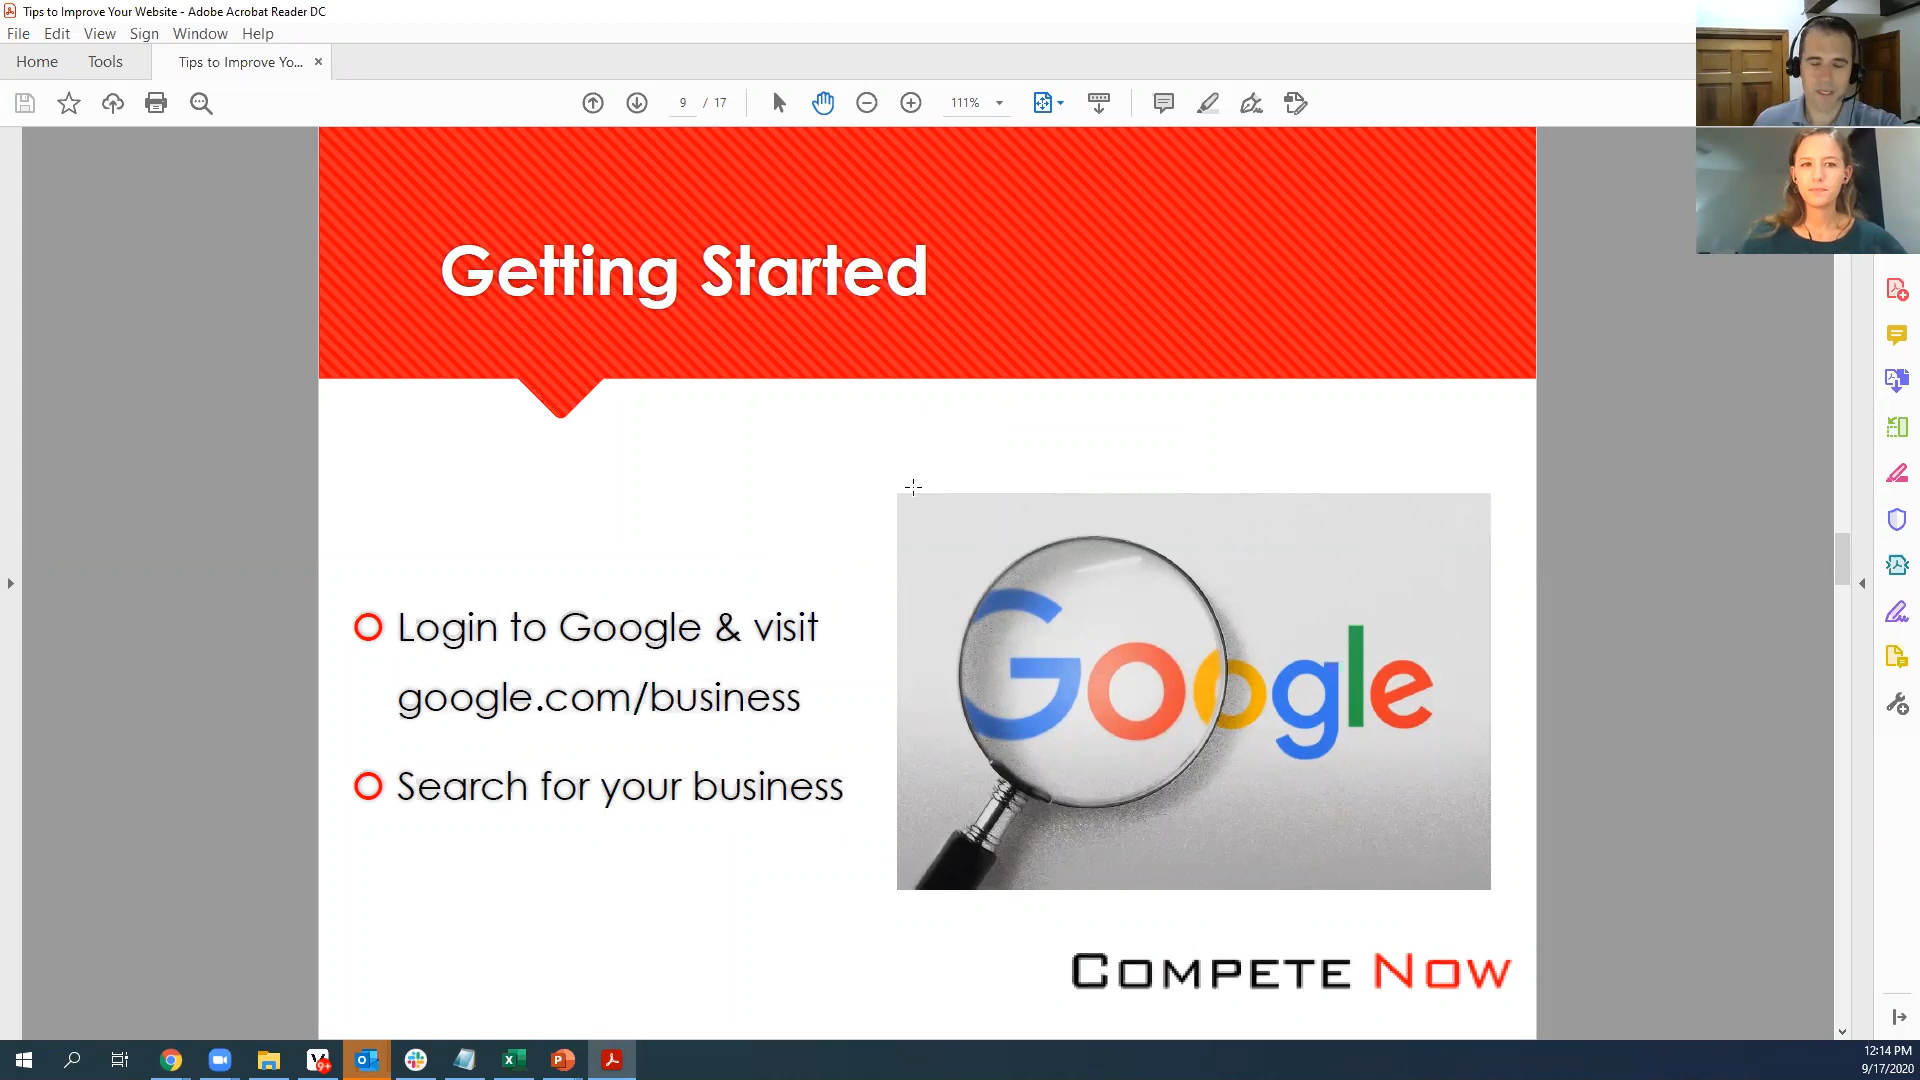 Tips to Improve Your Website - Adobe Acrobat Reader DC
File Edit View Sign Window Help
Home Tools Tips to Improve Yo... ×
9 / 17 111%
Getting Started
Login to Google & visit
google.com/business
Search for your business
Google
COMPETE NOW
9+
12:14 PM
9/17/2020